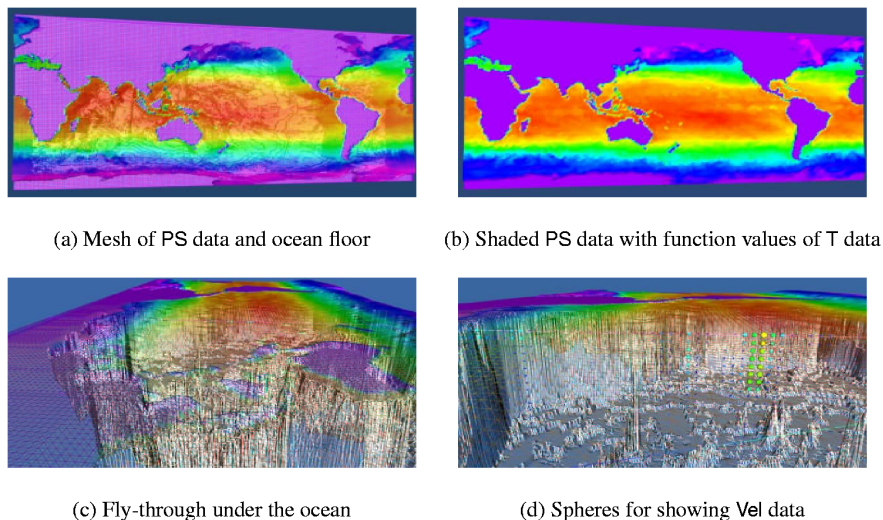 (a) Mesh of PS data and ocean floor
(b) Shaded PS data with function values of T data
(c) Fly-through under the ocean
(d) Spheres for showing Vel data